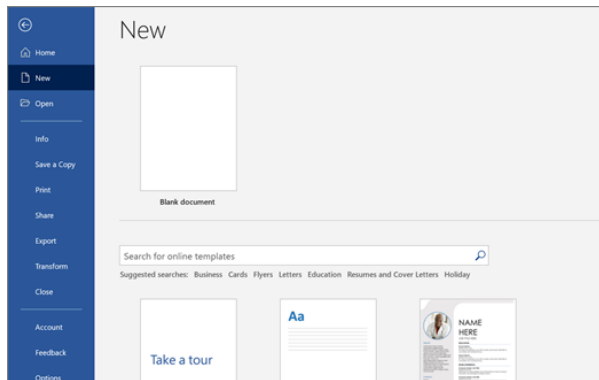 New
Home
New
Open
Info
Save a Copy
Print
Share
Export
Transform
Close
Account
Feedback
Options
Blank document
Search for online templates
Suggested searches: Business Cards Flyers Letters Education Resumes and Cover Letters Holiday
Take a tour
Aa
NAME
HERE